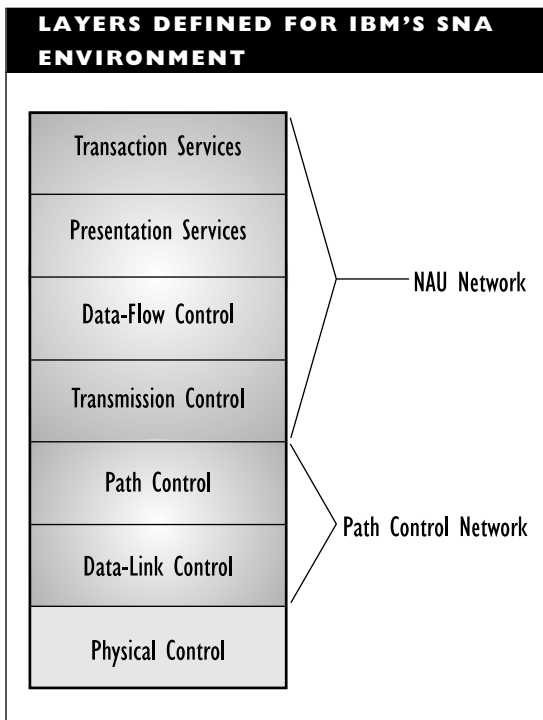 LAYERS DEFINED FOR IBM'S SNA
ENVIRONMENT
Transaction Services
Presentation Services
Data-Flow Control
Transmission Control
Path Control
Data-Link Control
Physical Control
NAU Network
Path Control Network